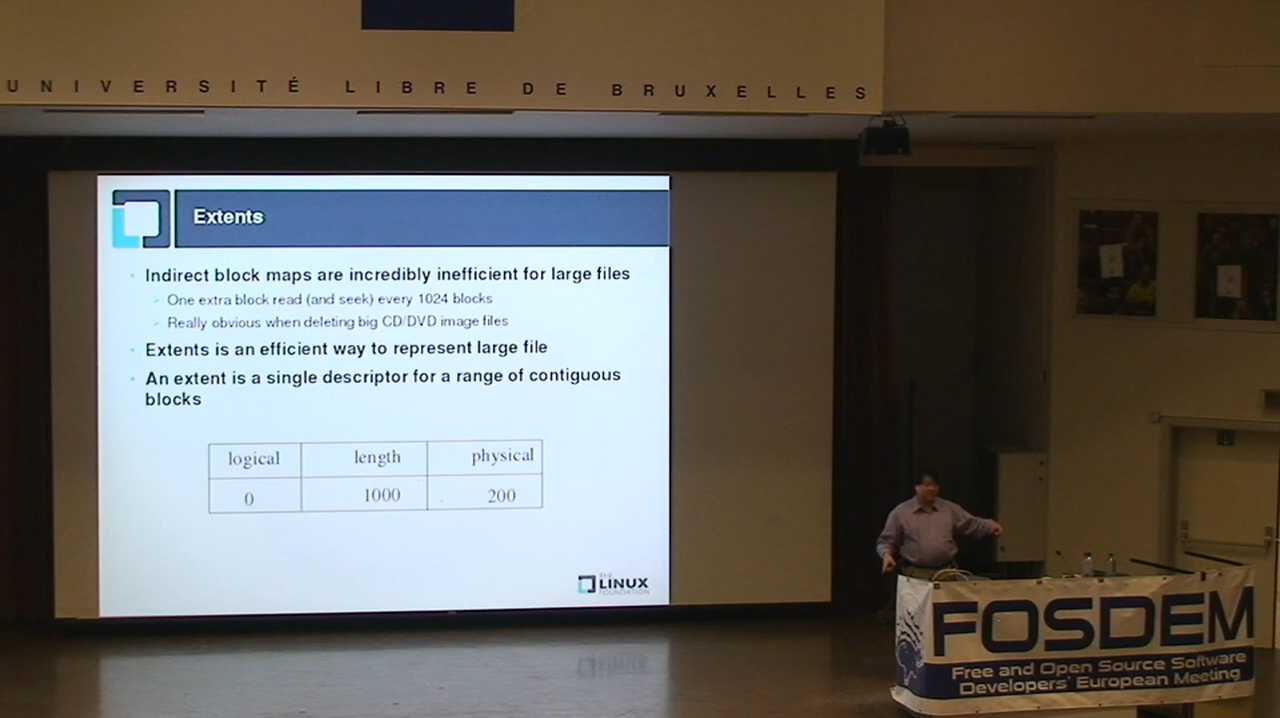 UNIVERSITÉ LIBRE DE BRUXELLES
Extents
Indirect block maps are incredibly inefficient for large files
One extra block read (and seek) every 1024 blocks
Really obvious when deleting big CD/DVD image files
Extents is an efficient way to represent large file
An extent is a single descriptor for a range of contiguous
blocks
logical length physical
0 1000 200
THE
LINUX
FOUNDATION
FOSDEM
Free and Open Source Software
Developers' European Meeting